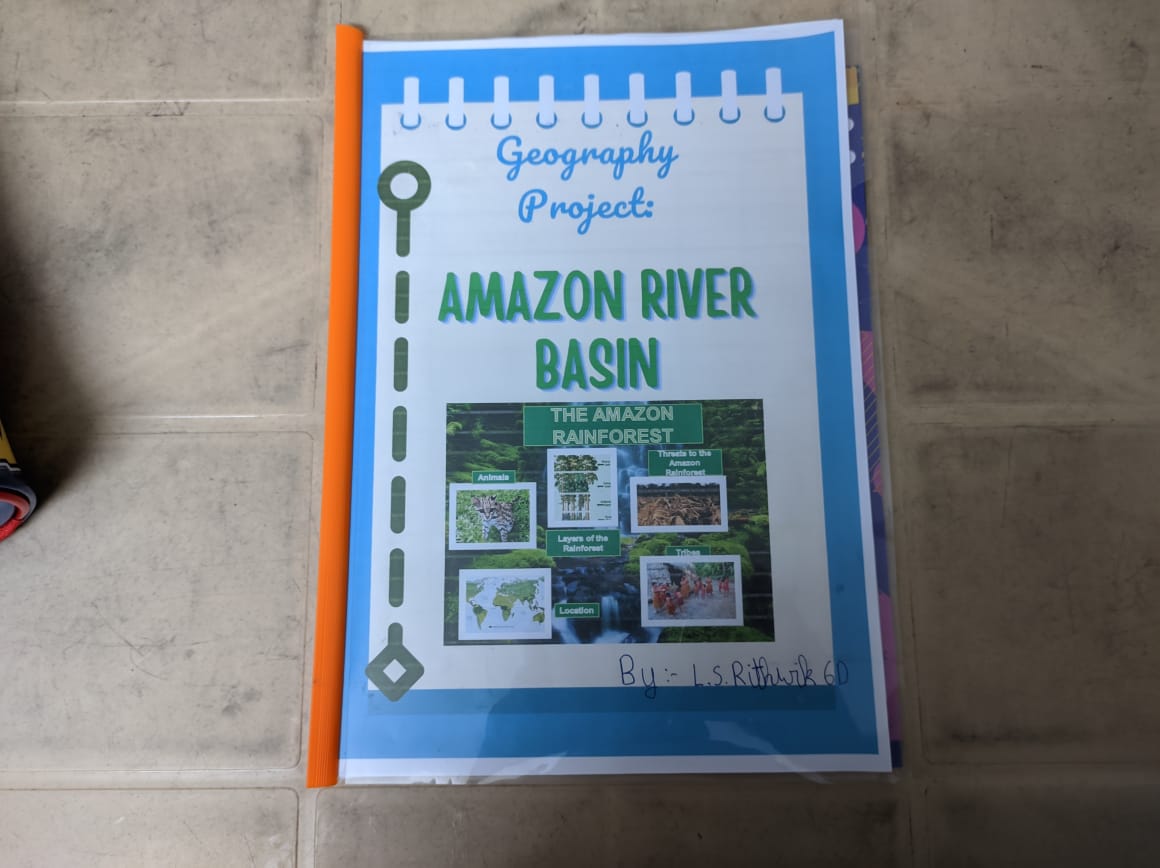 Geography
Project:
AMAZON RIVER
BASIN
THE AMAZON
RAINFOREST
Animals
Threats to the
Amazon
Rainforest
Layers of the
Rainforest
Tribes
Location
By :- L.S.Rithwik 6D